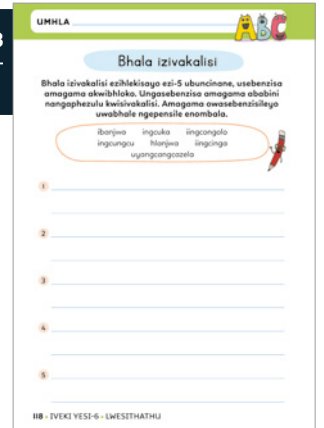 3
UMHLA
ABC
Bhala izivakalisi
Bhala izivakalisi ezihlekisayo ezi-5 ubuncinane, usebenzisa
amagama akwibhloko. Ungasebenzisa amagama ababini
nangaphezulu kwisivakalisi. Amagama owasebenzisileyo
uwabhale ngepensile enombala.
ibanjwa ingcuka iingcongolo
ingcungcu hlanjwa iingcinga
uyangcangcazela
1
2
3
4
5
118 • IVEKI YESI-6 • LWESITHATHU